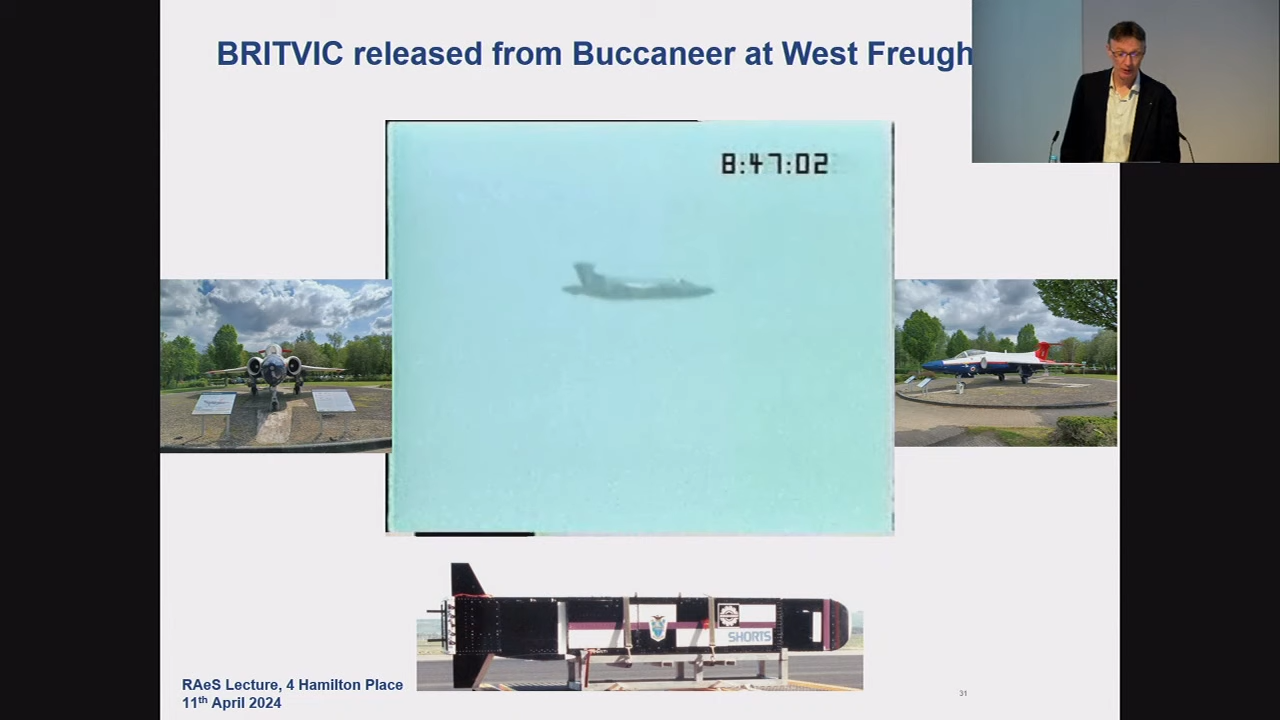 BRITVIC released from Buccaneer at West Freugh
8:47:02
SHORTS
RAeS Lecture, 4 Hamilton Place
11th April 2024
31